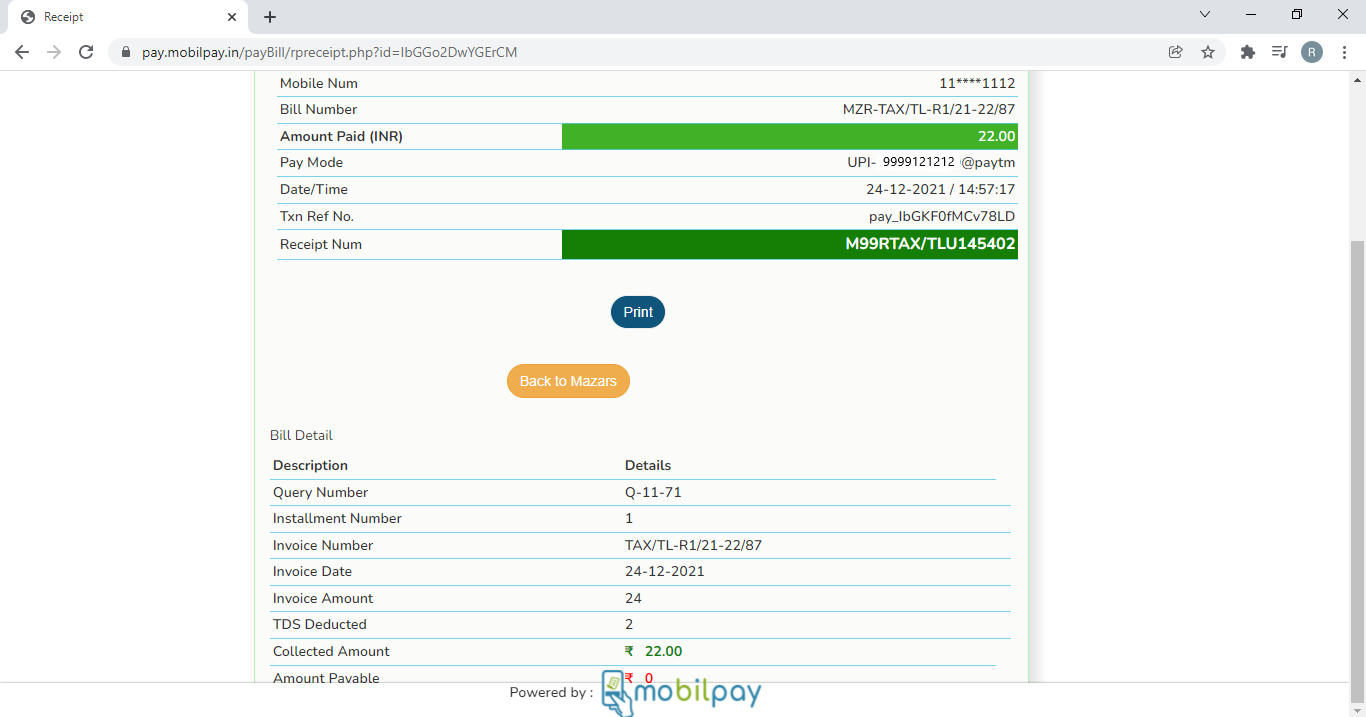 Receipt
pay.mobilpay.in/payBill/rpreceipt.php?id=IbGGo2DwYGErCM
R
Mobile Num 11****1112
Bill Number MZR-TAX/TL-R1/21-22/87
Amount Paid (INR) 22.00
Pay Mode UPI- 9999121212 @paytm
Date/Time 24-12-2021 / 14:57:17
Txn Ref No. pay_IbGKF0fMCv78LD
Receipt Num M99RTAX/TLU145402
Print
Back to Mazars
Bill Detail
Description Details
Query Number Q-11-71
Installment Number 1
Invoice Number TAX/TL-R1/21-22/87
Invoice Date 24-12-2021
Invoice Amount 24
TDS Deducted 2
Collected Amount ₹ 22.00
Amount Payable ₹ 0
Powered by : mobilpay